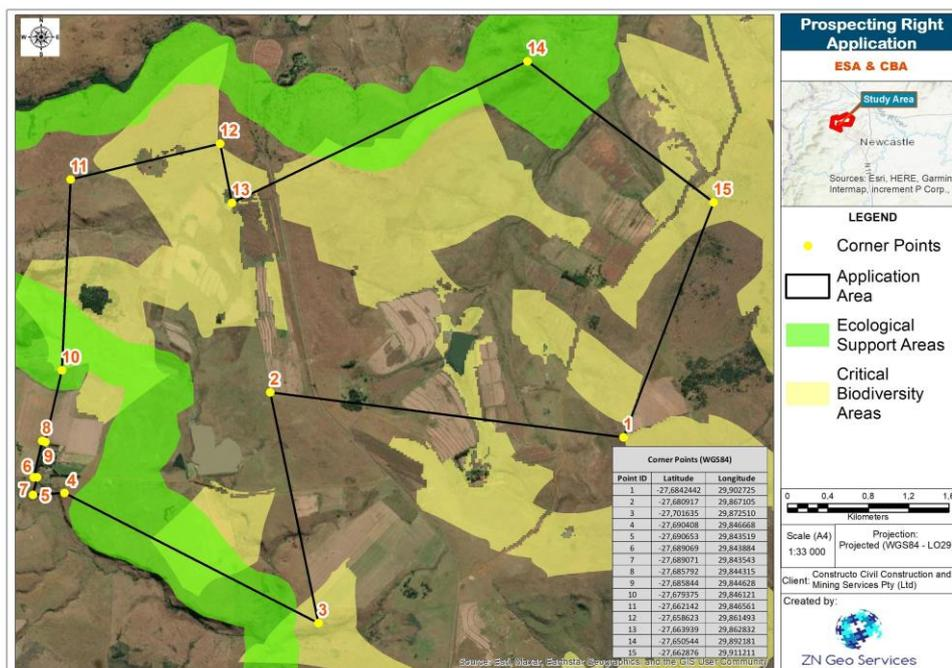 Prospecting Right
Application
ESA & CBA
Study Area
Newcastle
Sources: Esri, HERE, Garmin
Intermap, increment P Corp.,
LEGEND
Corner Points
Application
Area
Ecological
Support Areas
Critical
Biodiversity
Areas
0 0,4 0,8 1,2 1,6
Kilometers
Scale (A4)
1:33 000
Projection:
Projected (WGS84 - LO29
Client: Constructo Civil Construction and
Mining Services Pty (Ltd)
Created by:
ZN Geo Services
N
W E
S
14
12
11
13
15
10
2
8
9
1
6
4
7 5
3
Corner Points (WGS84)
Point ID Latitude Longitude
1 -27,6842442 29,902725
2 -27,680917 29,867105
3 -27,701635 29,872510
4 -27,690408 29,846668
5 -27,690653 29,843519
6 -27,689069 29,843884
7 -27,689071 29,843543
8 -27,685792 29,844315
9 -27,685844 29,844628
10 -27,679375 29,846121
11 -27,662142 29,846561
12 -27,658623 29,861493
13 -27,663939 29,862832
14 -27,650544 29,892181
15 -27,662876 29,911211
Source: Esri, Maxar, Earthstar Geographics, and the GIS User Community